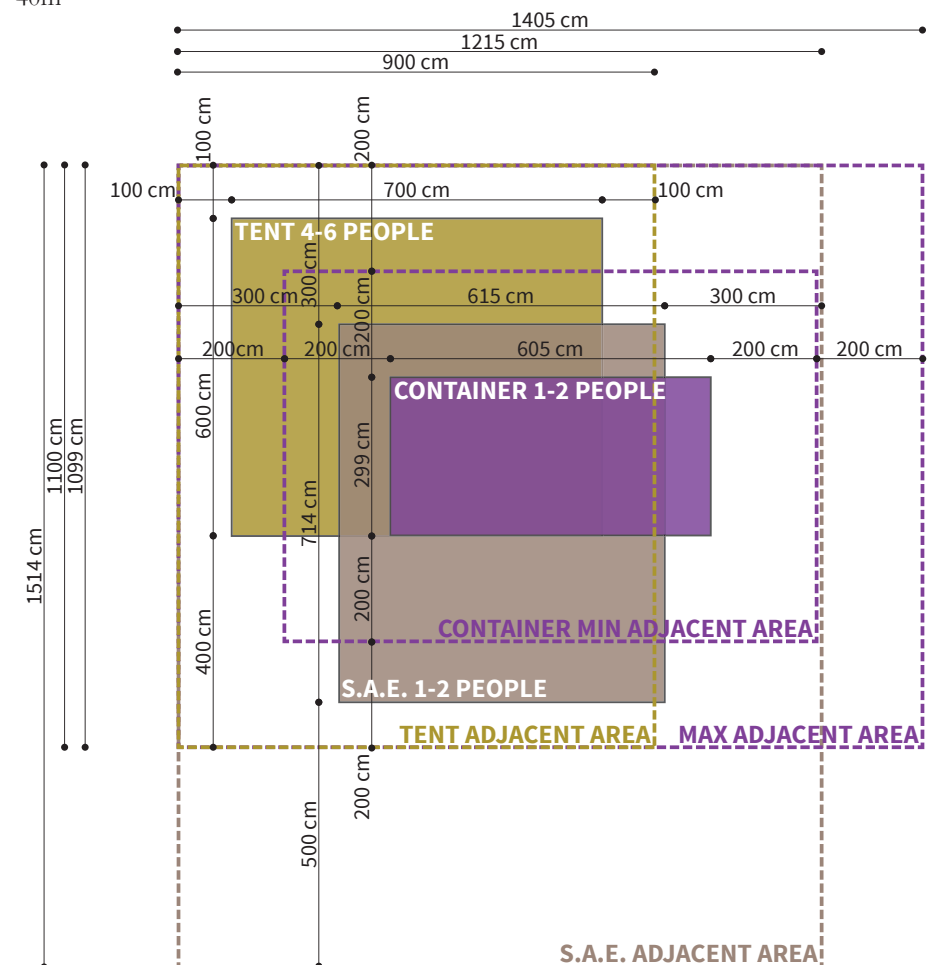 40m
1405 cm
1215 cm
900 cm
100 cm
200 cm
100 cm
700 cm
100 cm
TENT 4-6 PEOPLE
300 cm
200 cm
300 cm
615 cm
300 cm
200cm
200 cm
605 cm
200 cm
200 cm
CONTAINER 1-2 PEOPLE
600 cm
299 cm
1100 cm
1099 cm
714 cm
1514 cm
200 cm
400 cm
CONTAINER MIN ADJACENT AREA
S.A.E. 1-2 PEOPLE
TENT ADJACENT AREA
MAX ADJACENT AREA
200 cm
500 cm
S.A.E. ADJACENT AREA